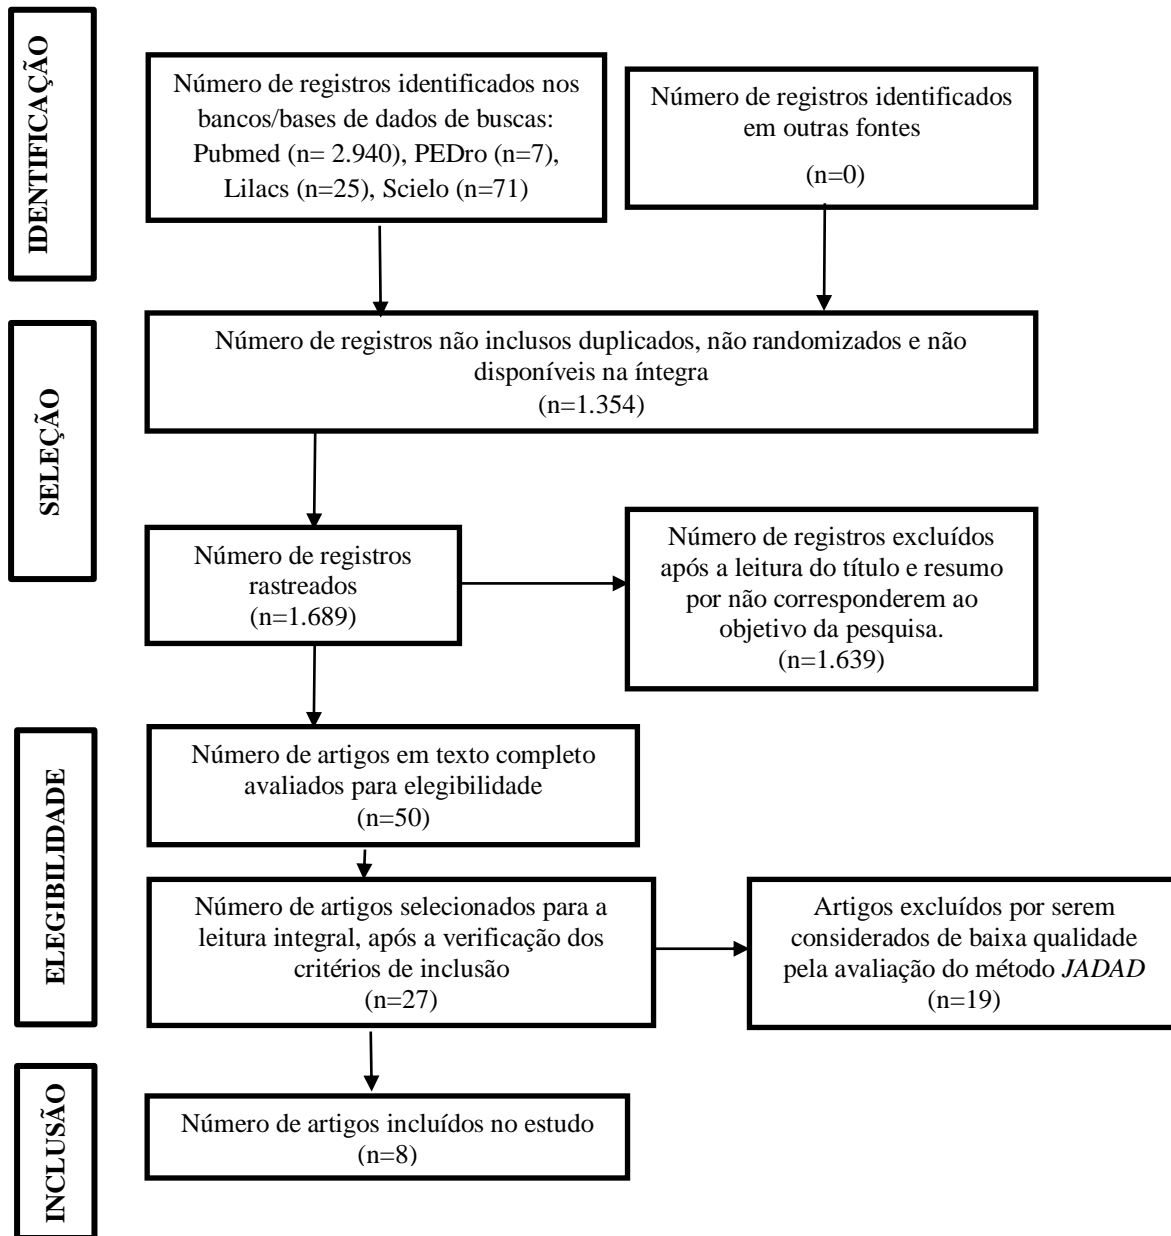 IDENTIFICAÇÃO
Número de registros identificados nos
bancos/bases de dados de buscas:
Pubmed (n= 2.940), PEDro (n=7),
Lilacs (n=25), Scielo (n=71)
Número de registros identificados
em outras fontes
(n=0)
SELEÇÃO
Número de registros não inclusos duplicados, não randomizados e não
disponíveis na íntegra
(n=1.354)
Número de registros
rastreados
(n=1.689)
Número de registros excluídos
após a leitura do título e resumo
por não corresponderem ao
objetivo da pesquisa.
(n=1.639)
ELEGIBILIDADE
Número de artigos em texto completo
avaliados para elegibilidade
(n=50)
Número de artigos selecionados para a
leitura integral, após a verificação dos
critérios de inclusão
(n=27)
Artigos excluídos por serem
considerados de baixa qualidade
pela avaliação do método JADAD
(n=19)
INCLUSÃO
Número de artigos incluídos no estudo
(n=8)